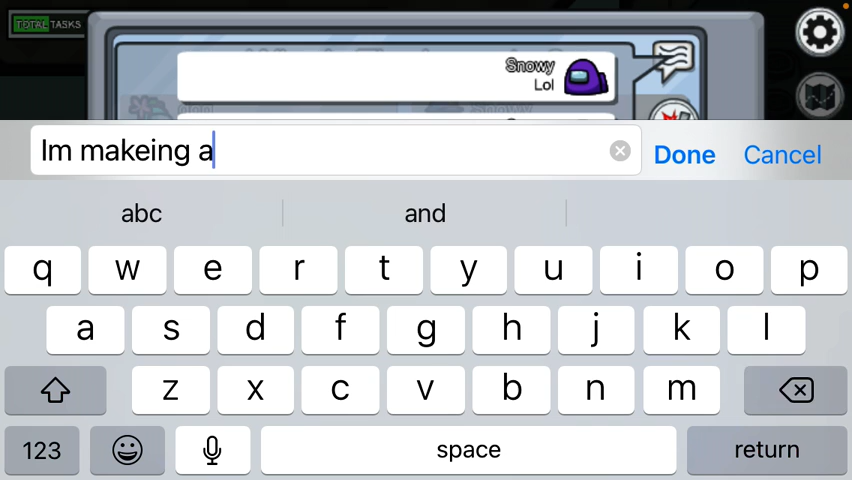 TOTAL TASKS
Snowy
Lol
Im makeing a
Done
Cancel
abc
and
q w e r t y u i o p
a s d f g h j k l
z x c v b n m
123
space
return